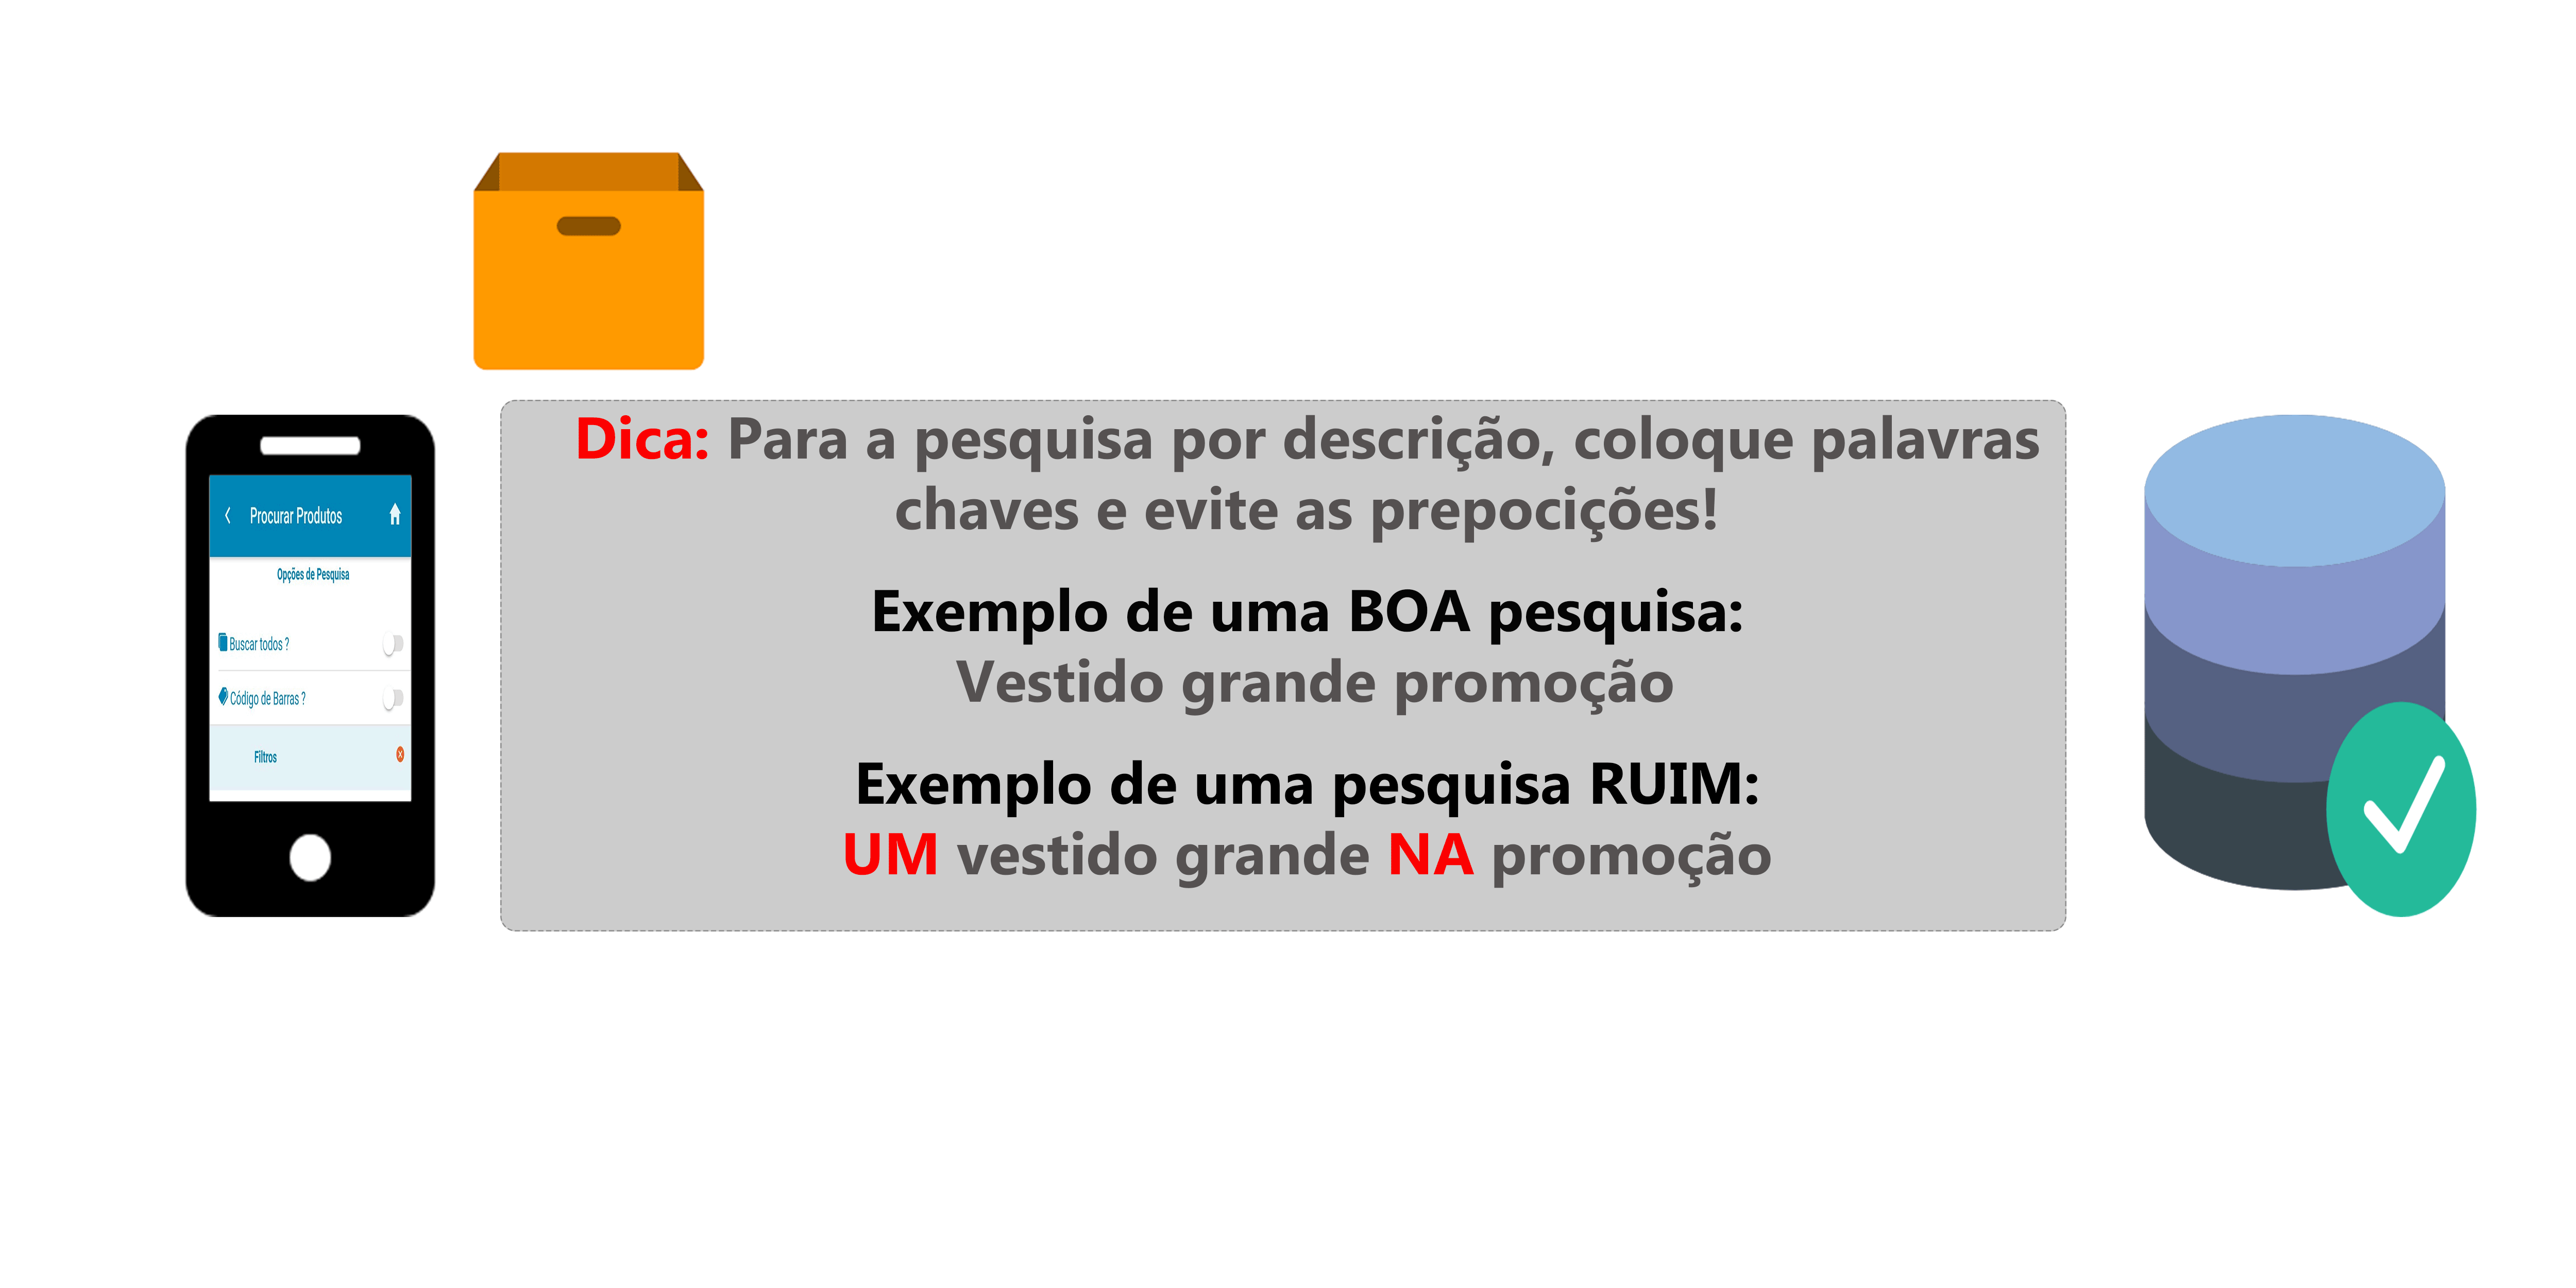 Procurar Produtos
Opções de Pesquisa
Buscar todos ?
Código de Barras ?
Filtros
Dica: Para a pesquisa por descrição, coloque palavras
chaves e evite as prepocições!
Exemplo de uma BOA pesquisa:
Vestido grande promoção
Exemplo de uma pesquisa RUIM:
UM vestido grande NA promoção